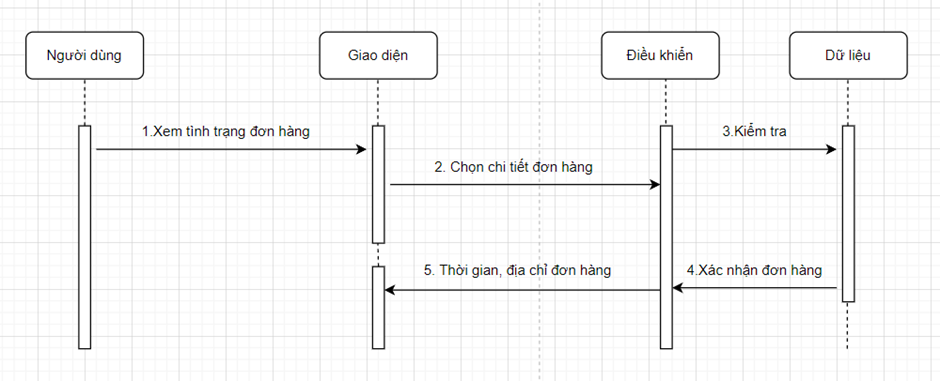 Người dùng
Giao diện
Điều khiển
Dữ liệu
1.Xem tình trạng đơn hàng
3.Kiểm tra
2. Chọn chi tiết đơn hàng
5. Thời gian, địa chỉ đơn hàng
4.Xác nhận đơn hàng